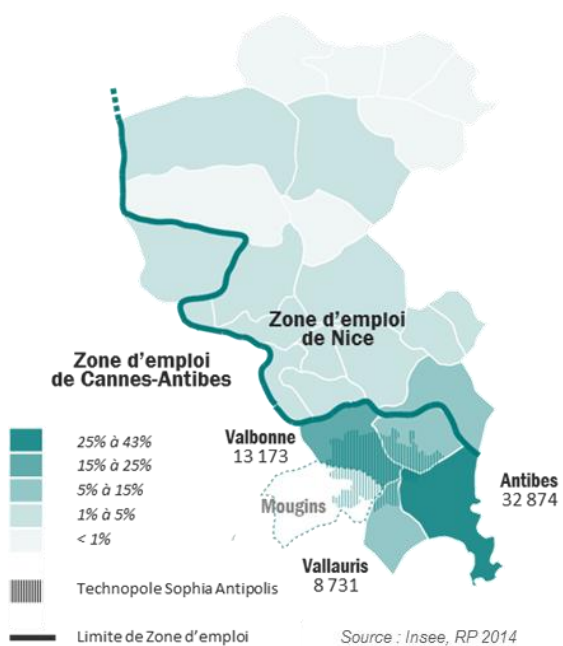 Zone d'emploi
de Nice
Zone d'emploi
de Cannes-Antibes
Valbonne
13 173
Antibes
32 874
Mougins
Vallauris
8 731
25% à 43%
15% à 25%
5% à 15%
1% à 5%
< 1%
Technopole Sophia Antipolis
Limite de Zone d'emploi
Source : Insee, RP 2014